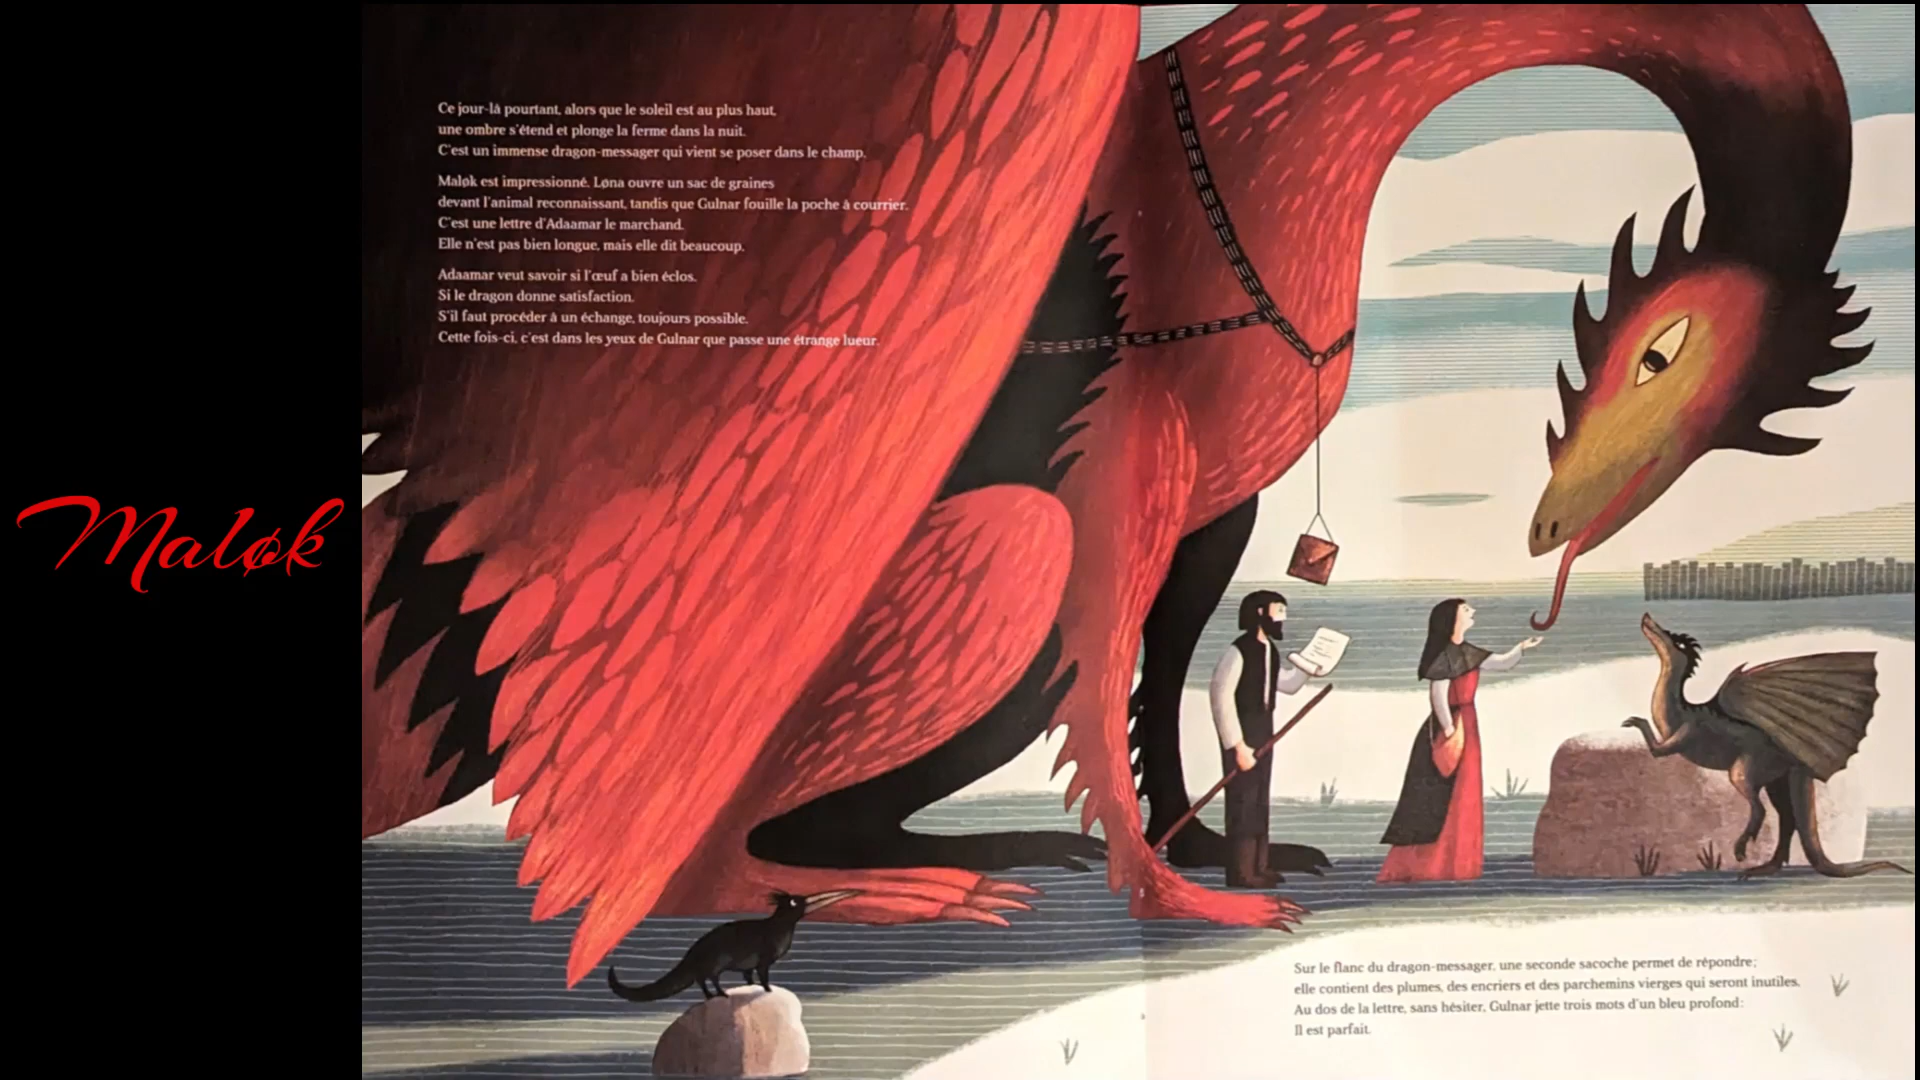 Maløk
Ce jour-là pourtant, alors que le soleil est au plus haut,
une ombre s'étend et plonge la ferme dans la nuit.
C'est un immense dragon-messager qui vient se poser dans le champ.
Maløk est impressionné. Løna ouvre un sac de graines
devant l'animal reconnaissant, tandis que Gulnar fouille la poche à courrier.
C'est une lettre d'Adaamar le marchand.
Elle n'est pas bien longue, mais elle dit beaucoup.
Adaamar veut savoir si l'œuf a bien éclos.
Si le dragon donne satisfaction.
S'il faut procéder à un échange, toujours possible.
Cette fois-ci, c'est dans les yeux de Gulnar que passe une étrange lueur.
Sur le flanc du dragon-messager, une seconde sacoche permet de répondre;
elle contient des plumes, des encriers et des parchemins vierges qui seront inutiles.
Au dos de la lettre, sans hésiter, Gulnar jette trois mots d'un bleu profond:
Il est parfait.